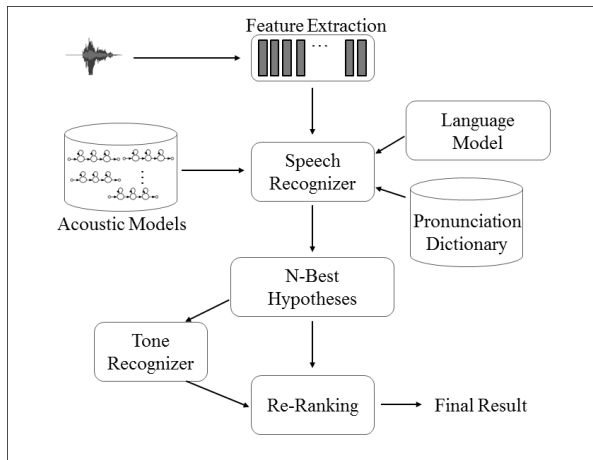 Feature Extraction
...
Language
Model
Speech
Recognizer
Acoustic Models
Pronunciation
Dictionary
N-Best
Hypotheses
Tone
Recognizer
Re-Ranking
Final Result